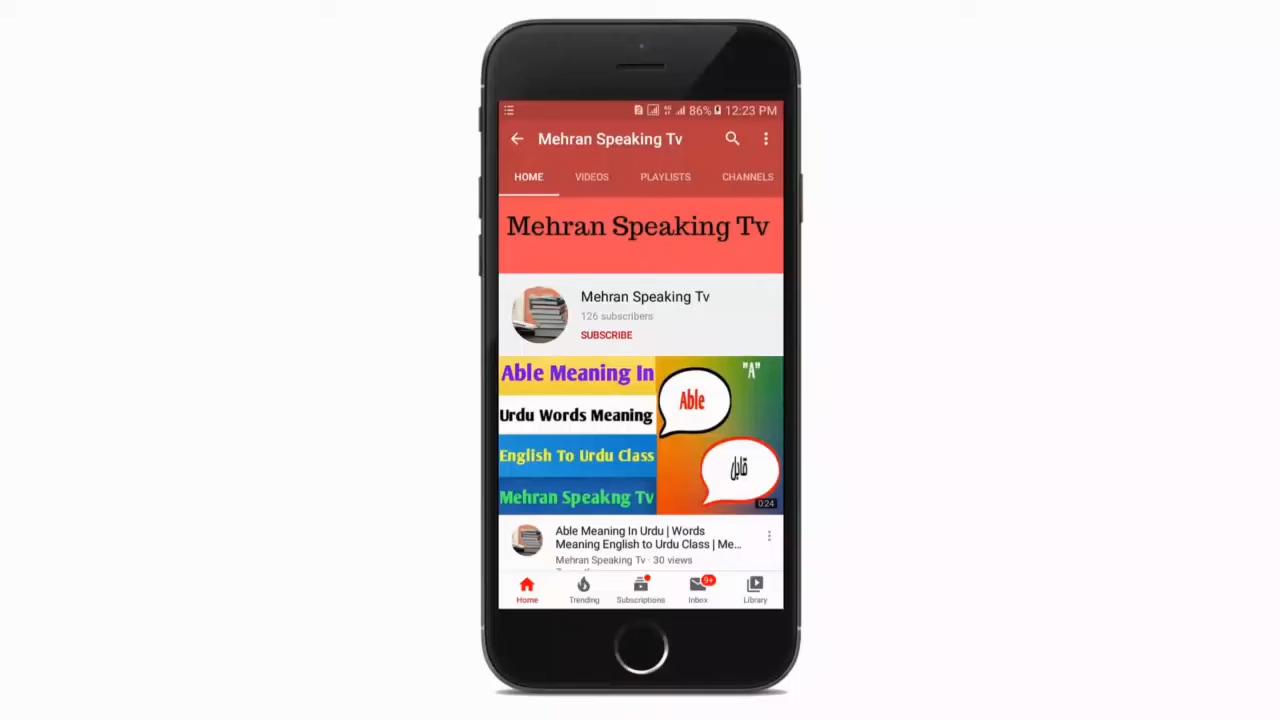 86% 12:23 PM
Mehran Speaking Tv
HOME VIDEOS PLAYLISTS CHANNELS
Mehran Speaking Tv
Mehran Speaking Tv
126 subscribers
SUBSCRIBE
Able Meaning In
Urdu Words Meaning
English To Urdu Class
Mehran Speakng Tv
"A"
Able
قابل
0:24
Able Meaning In Urdu | Words
Meaning English to Urdu Class | Me...
Mehran Speaking Tv · 30 views
9+
Home Trending Subscriptions Inbox Library